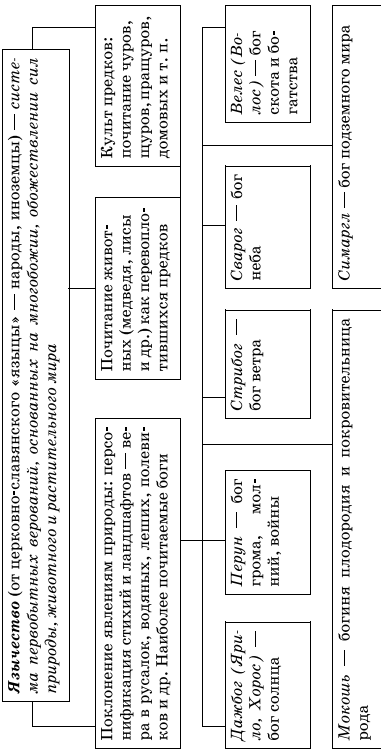 Язычество (от церковно-славянского «языцы» — народы, иноземцы) — систе-
ма первобытных верований, основанных на многобожии, обожествлении сил
природы, животного и растительного мира
Поклонение явлениям природы: персо-
нификация стихий и ландшафтов — ве-
ра в русалок, водяных, леших, полеви-
ков и др. Наиболее почитаемые боги
Почитание живот-
ных (медведя, лисы
и др.) как перевопло-
тившихся предков
Культ предков:
почитание чуров,
щуров, пращуров,
домовых и т. п.
Дажбог (Яри-
ло, Хорос) —
бог солнца
Перун — бог
грома, мол-
ний, войны
Стрибог —
бог ветра
Сварог — бог
неба
Велес (Во-
лос) — бог
скота и бо-
гатства
Мокошь — богиня плодородия и покровительница
рода
Симаргл — бог подземного мира